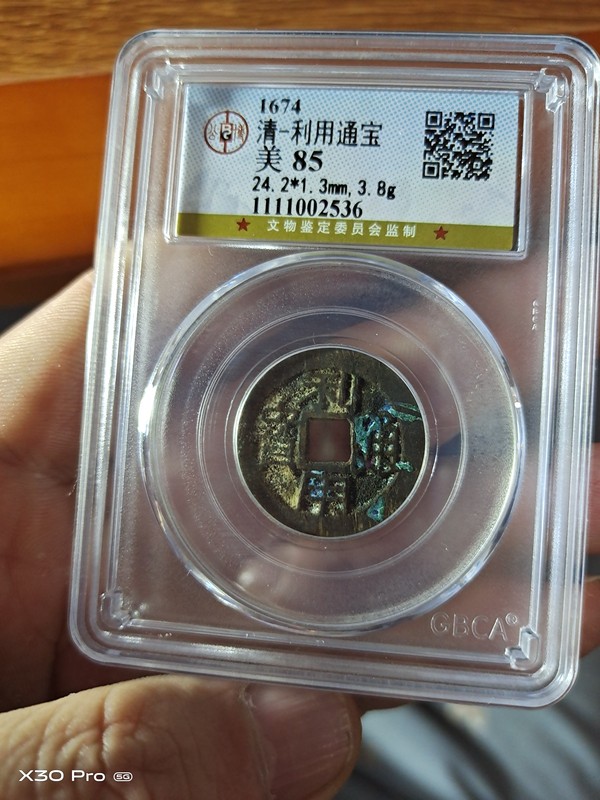 1674
清-利用通宝
美 85
24.2*1.3mm, 3.8g
1111002536
★ 文物鉴定委员会监制 ★
利
通
用
GBCA®
X30 Pro 5G